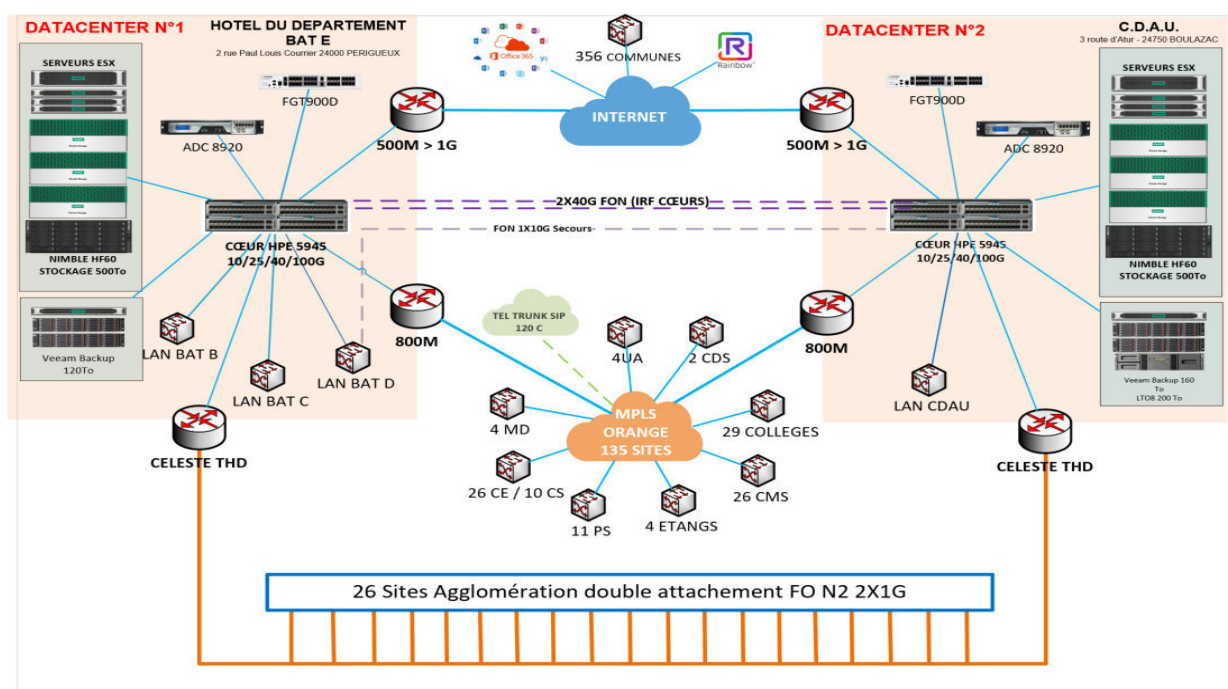 DATACENTER N°1
HOTEL DU DEPARTEMENT
BAT E
2 rue Paul Louis Courrier 24000 PERIGUEUX
SERVEURS ESX
FGT900D
ADC 8920
500M > 1G
CŒUR HPE 5945
10/25/40/100G
NIMBLE HF60
STOCKAGE 500To
Veeam Backup
120To
LAN BAT B
LAN BAT C
LAN BAT D
800M
CELESTE THD
Office 365
356 COMMUNES
Rainbow
INTERNET
2X40G FON (IRF CŒURS)
FON 1X10G Secours
TEL TRUNK SIP
120 C
4UA
2 CDS
4 MD
MPLS
ORANGE
135 SITES
29 COLLEGES
26 CE / 10 CS
26 CMS
11 PS
4 ETANGS
DATACENTER N°2
C.D.A.U.
3 route d'Atur - 24750 BOULAZAC
SERVEURS ESX
FGT900D
ADC 8920
500M > 1G
CŒUR HPE 5945
10/25/40/100G
NIMBLE HF60
STOCKAGE 500To
800M
LAN CDAU
Veeam Backup 160
To
LTO8 200 To
CELESTE THD
26 Sites Agglomération double attachement FO N2 2X1G